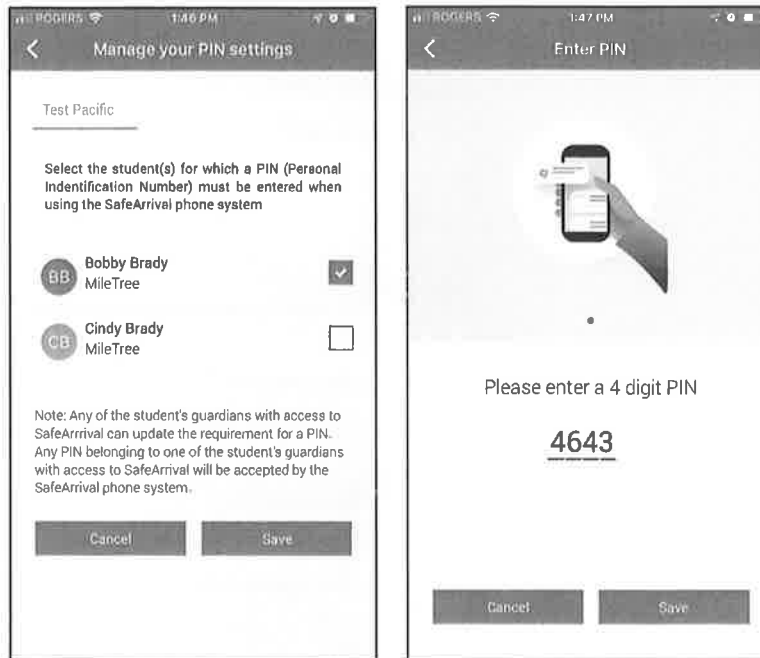 ROGERS 1:46 PM
Manage your PIN settings
Test Pacific
Select the student(s) for which a PIN (Personal
Indentification Number) must be entered when
using the SafeArrival phone system
BB
Bobby Brady
MileTree
CB
Cindy Brady
MileTree
Note: Any of the student's guardians with access to
SafeArrrival can update the requirement for a PIN.
Any PIN belonging to one of the student's guardians
with access to SafeArrival will be accepted by the
SafeArrival phone system.
Cancel Save
ROGERS 1:47 PM
Enter PIN
Please enter a 4 digit PIN
4643
Cancel Save